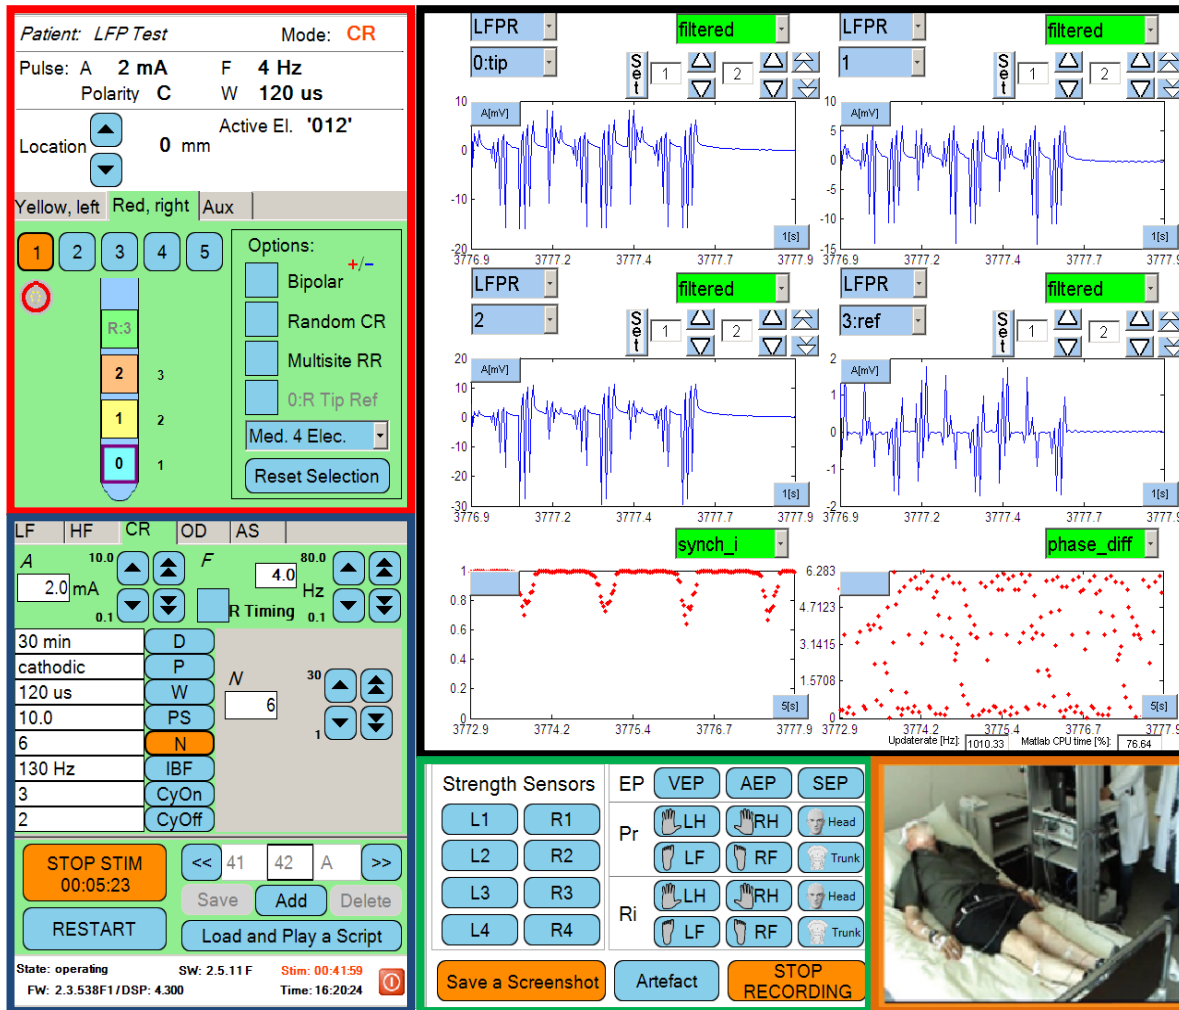 Patient: LFP Test Mode: CR
Pulse: A 2 mA F 4 Hz
Polarity C W 120 us
Active El. '012'
Location 0 mm
Yellow, left Red, right Aux
1 2 3 4 5
Options:
+/−
Bipolar
Random CR
Multisite RR
0:R Tip Ref
Med. 4 Elec.
Reset Selection
R:3
2 3
1 2
0 1
LF HF CR OD AS
A 10.0 F 80.0
2.0 mA 4.0 Hz
0.1 R Timing 0.1
30 min D
cathodic P
120 us W
10.0 PS
6 N
130 Hz IBF
3 CyOn
2 CyOff
N 30
6
1
STOP STIM
00:05:23
<< 41 42 A >>
Save Add Delete
RESTART
Load and Play a Script
State: operating SW: 2.5.11 F Stim: 00:41:59
FW: 2.3.538F1 / DSP: 4.300 Time: 16:20:24
LFPR filtered
0:tip
Set 1 2
A[mV]
10
0
-10
-20
1[s]
3776.9 3777.2 3777.4 3777.7 3777.9
LFPR filtered
1
Set 1 2
A[mV]
10
5
0
-5
-10
-15
1[s]
3776.9 3777.2 3777.4 3777.7 3777.9
LFPR filtered
2
Set 1 2
A[mV]
20
10
0
-10
-20
-30
1[s]
3776.9 3777.2 3777.4 3777.7 3777.9
LFPR filtered
3:ref
Set 1 2
A[mV]
2
1
0
-1
-2
1[s]
3776.9 3777.2 3777.4 3777.7 3777.9
synch_i
1
0.8
0.6
0.4
0.2
0
5[s]
3772.9 3774.2 3775.4 3776.7 3777.9
phase_diff
6.283
4.7123
3.1415
1.5708
0
5[s]
3772.9 3774.2 3775.4 3776.7 3777.9
Updaterate [Hz]: 1010.33 Matlab CPU time [%]: 76.64
Strength Sensors
L1 R1
L2 R2
L3 R3
L4 R4
EP VEP AEP SEP
Pr LH RH Head
LF RF Trunk
Ri LH RH Head
LF RF Trunk
Save a Screenshot
Artefact
STOP
RECORDING